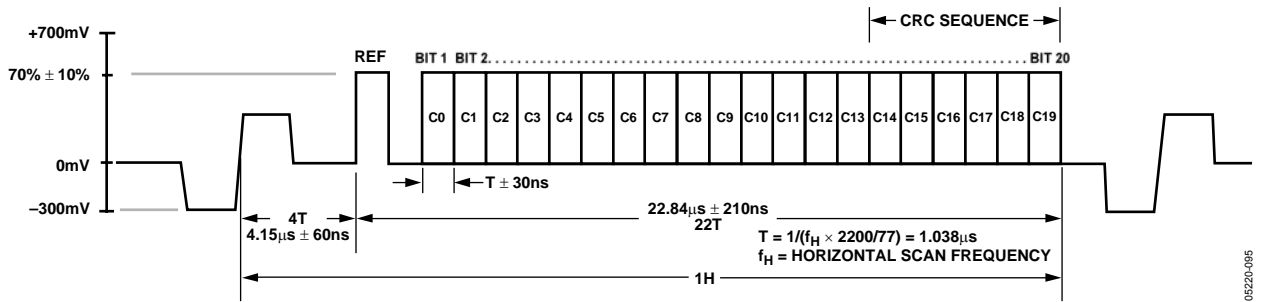 CRC SEQUENCE
+700mV
REF
BIT 1 BIT 2 BIT 20
70% ± 10%
C0 C1 C2 C3 C4 C5 C6 C7 C8 C9 C10 C11 C12 C13 C14 C15 C16 C17 C18 C19
0mV
T ± 30ns
–300mV
4T
4.15µs ± 60ns
22.84µs ± 210ns
22T
T = 1/(fH × 2200/77) = 1.038µs
fH = HORIZONTAL SCAN FREQUENCY
1H
05220-095